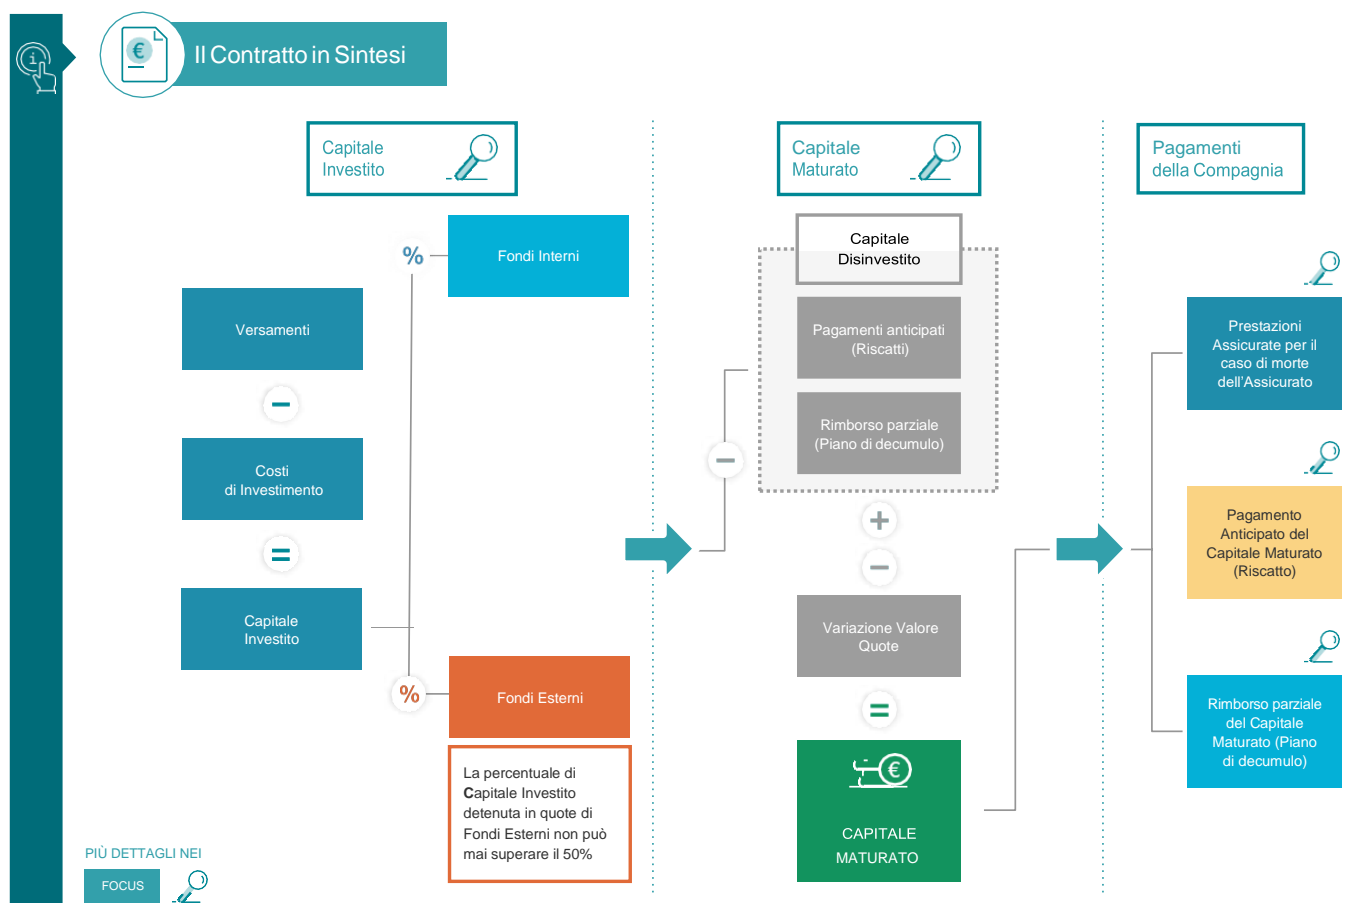 Il Contratto in Sintesi
Capitale
Investito
%
Fondi Interni
Versamenti
Costi
di Investimento
Capitale
Investito
%
Fondi Esterni
La percentuale di
Capitale Investito
detenuta in quote di
Fondi Esterni non può
mai superare il 50%
Capitale
Maturato
Capitale
Disinvestito
Pagamenti anticipati
(Riscatti)
Rimborso parziale
(Piano di decumulo)
Variazione Valore
Quote
CAPITALE
MATURATO
Pagamenti
della Compagnia
Prestazioni
Assicurate per il
caso di morte
dell'Assicurato
Pagamento
Anticipato del
Capitale Maturato
(Riscatto)
Rimborso parziale
del Capitale
Maturato (Piano
di decumulo)
PIÙ DETTAGLI NEI
FOCUS